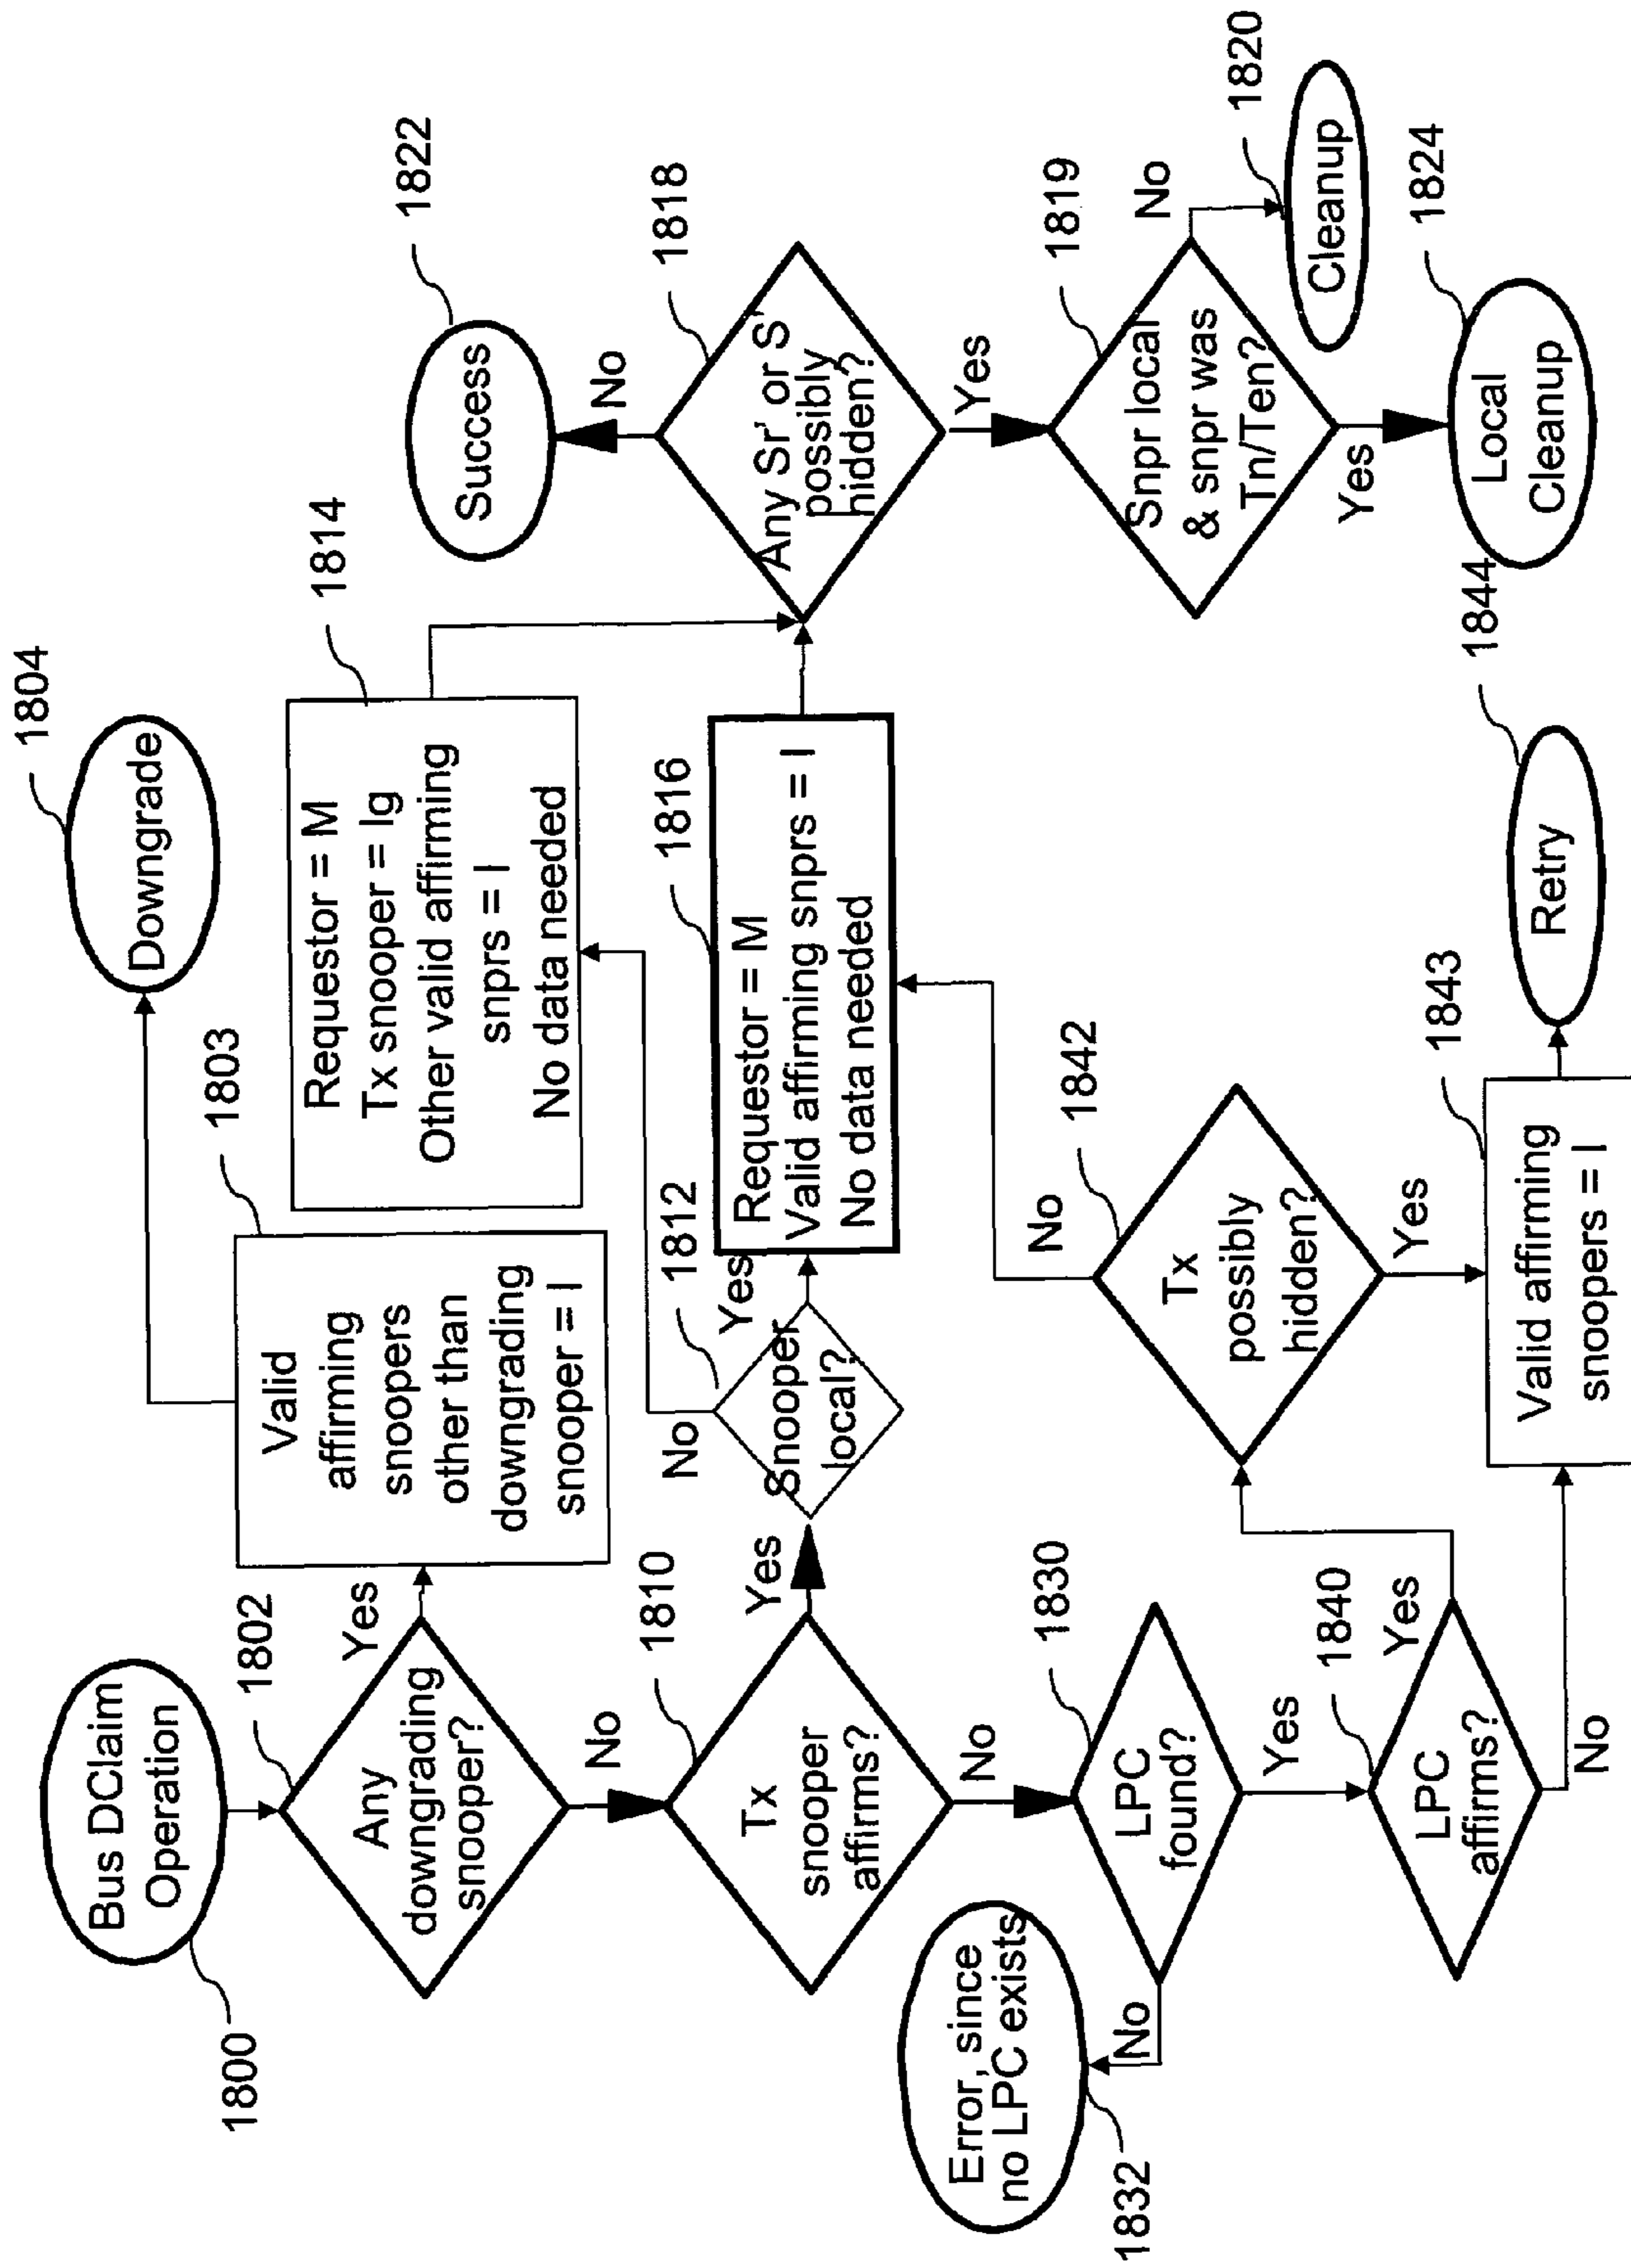 Bus DClaim
Operation
1800
Any
downgrading
snooper?
1802
Yes
No
Valid
affirming
snoopers
other than
downgrading
snooper = I
1803
Downgrade
1804
Tx
snooper
affirms?
1810
Yes
No
Snooper
local?
1812
No
Yes
Requestor = M
Tx snooper = Ig
Other valid affirming
snprs = I
No data needed
1814
Requestor = M
Valid affirming snprs = I
No data needed
1816
Any Sr' or S'
possibly
hidden?
1818
No
Yes
Success
1822
Snpr local
& snpr was
Tn/Ten?
1819
No
Yes
Cleanup
1820
Local
Cleanup
1824
LPC
found?
1830
No
Yes
Error, since
no LPC exists
1832
LPC
affirms?
1840
Yes
No
Tx
possibly
hidden?
1842
No
Yes
Valid affirming
snoopers = I
1843
Retry
1844